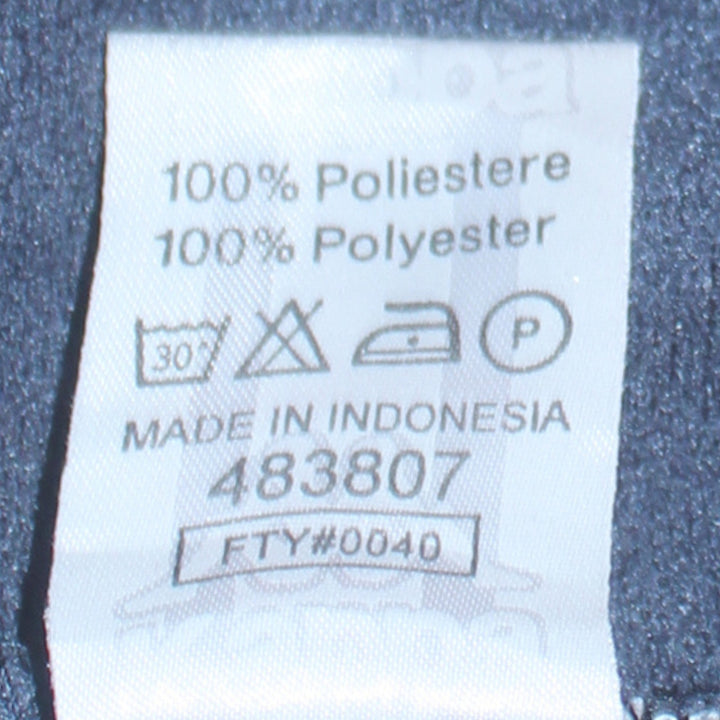 100% Poliestere
100% Polyester
30° P
MADE IN INDONESIA
483807
FTY#0040